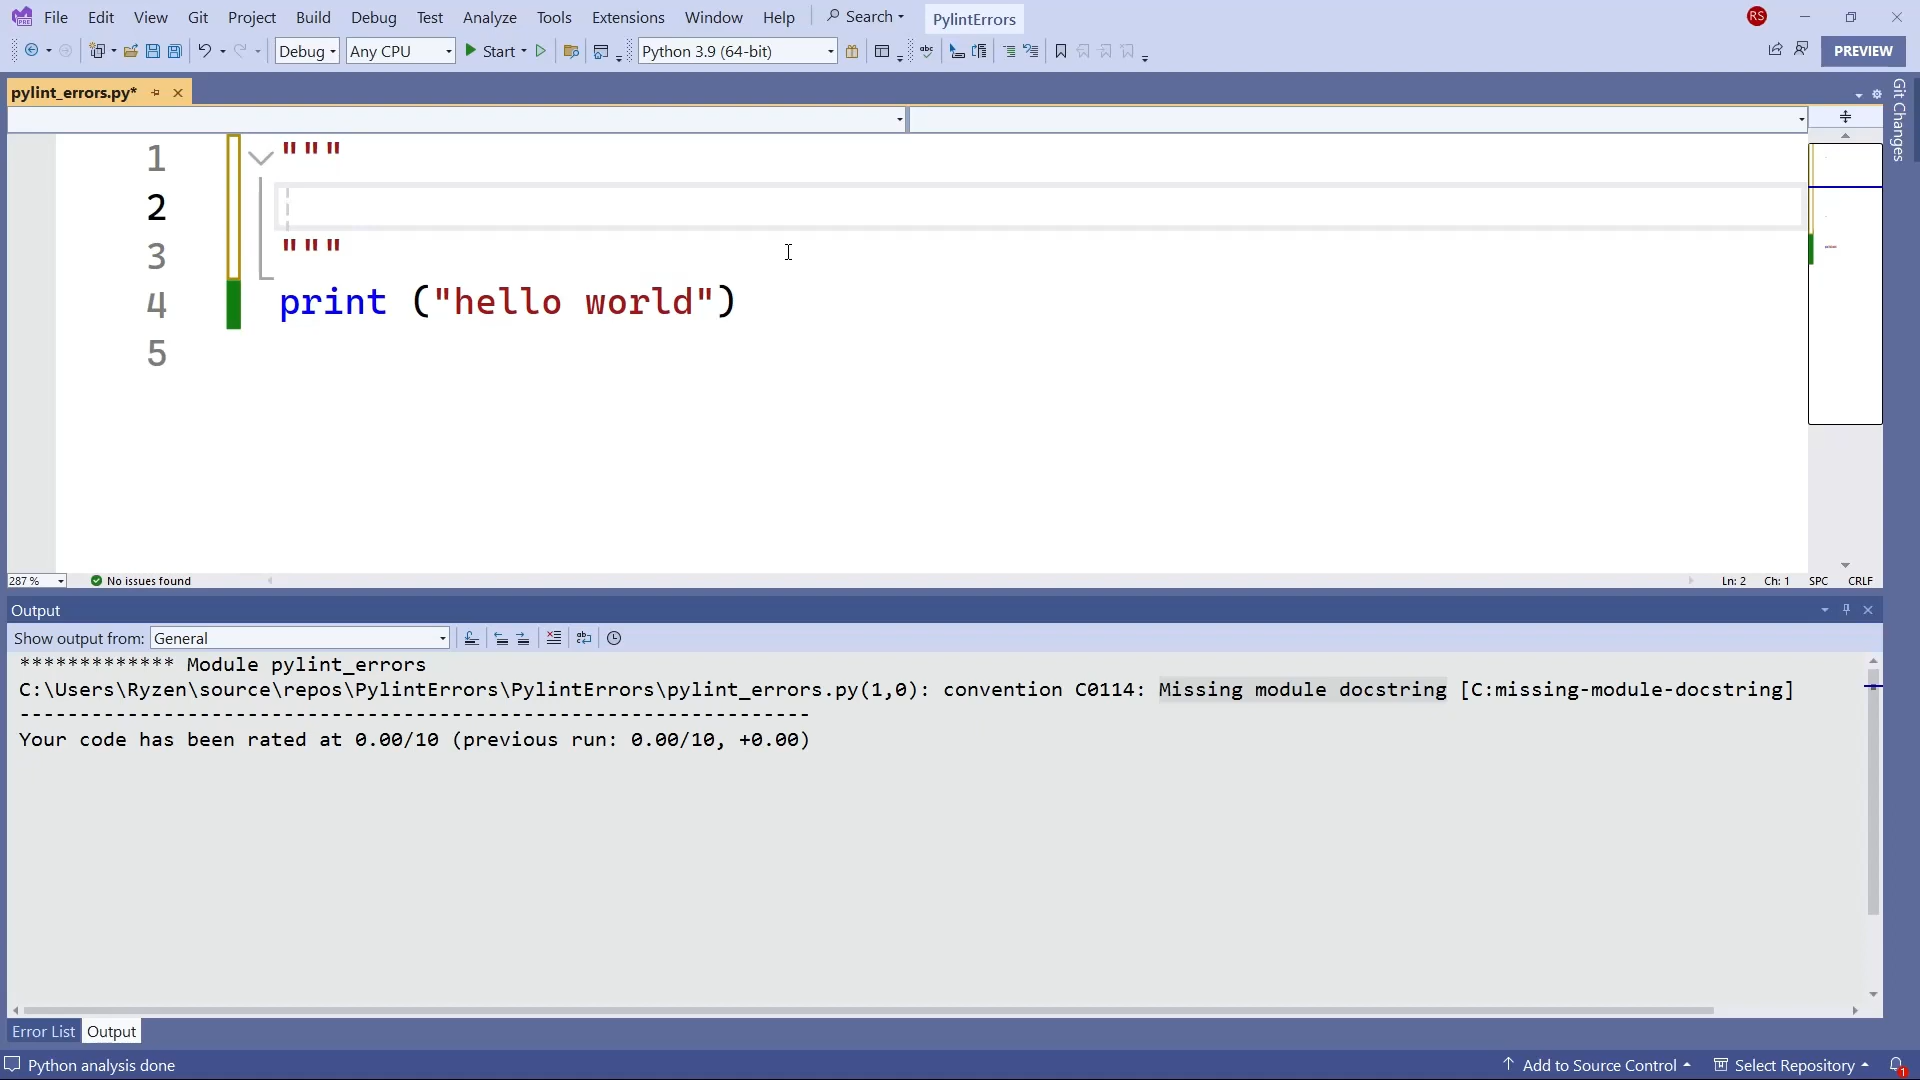 File Edit View Git Project Build Debug Test Analyze Tools Extensions Window Help Search PylintErrors RS
Debug Any CPU Start Python 3.9 (64-bit) abc PREVIEW
pylint_errors.py*
Git Changes
1 """
2
3 """
4 print ("hello world")
5
287 % No issues found Ln: 2 Ch: 1 SPC CRLF
Output
Show output from: General
************* Module pylint_errors
C:\Users\Ryzen\source\repos\PylintErrors\PylintErrors\pylint_errors.py(1,0): convention C0114: Missing module docstring [C:missing-module-docstring]
------------------------------------------------------------------
Your code has been rated at 0.00/10 (previous run: 0.00/10, +0.00)
Error List Output
Python analysis done Add to Source Control Select Repository 1